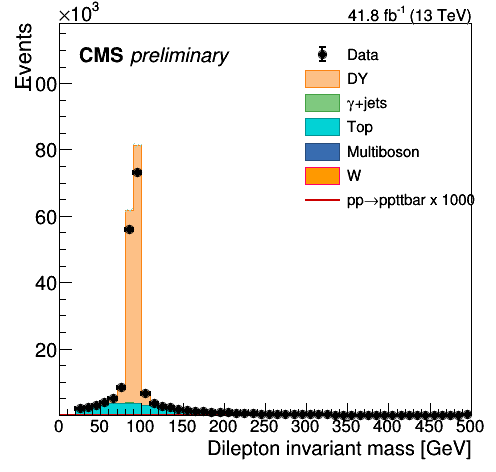 ×10³
41.8 fb⁻¹ (13 TeV)
Events
CMS preliminary
Data
DY
γ+jets
Top
Multiboson
W
pp→ppttbar x 1000
100
80
60
40
20
0 50 100 150 200 250 300 350 400 450 500
Dilepton invariant mass [GeV]